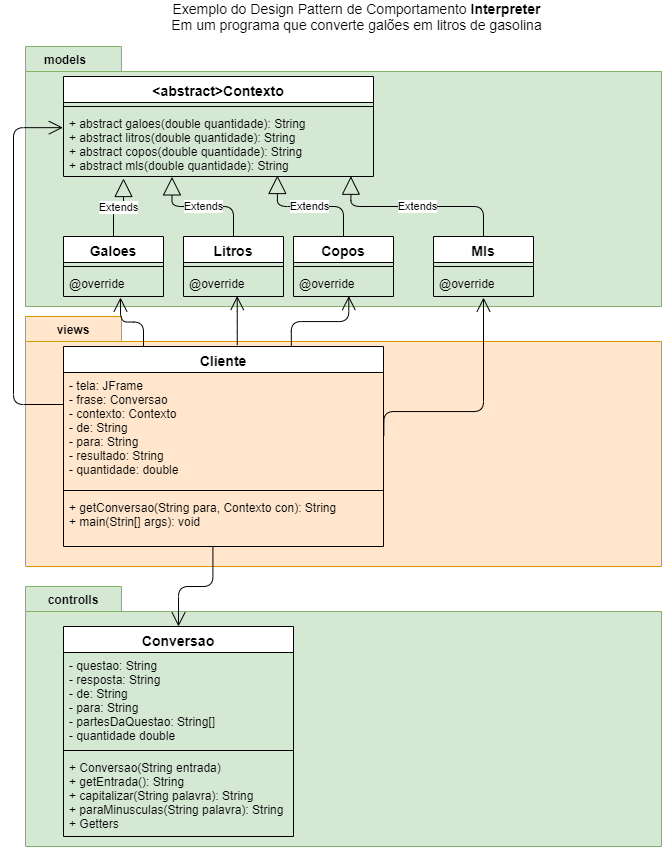 Exemplo do Design Pattern de Comportamento Interpreter
Em um programa que converte galões em litros de gasolina
models
<abstract>Contexto
+ abstract galoes(double quantidade): String
+ abstract litros(double quantidade): String
+ abstract copos(double quantidade): String
+ abstract mls(double quantidade): String
Extends
Extends
Extends
Extends
Galoes
@override
Litros
@override
Copos
@override
Mls
@override
views
Cliente
- tela: JFrame
- frase: Conversao
- contexto: Contexto
- de: String
- para: String
- resultado: String
- quantidade: double
+ getConversao(String para, Contexto con): String
+ main(Strin[] args): void
controlls
Conversao
- questao: String
- resposta: String
- de: String
- para: String
- partesDaQuestao: String[]
- quantidade double
+ Conversao(String entrada)
+ getEntrada(): String
+ capitalizar(String palavra): String
+ paraMinusculas(String palavra): String
+ Getters